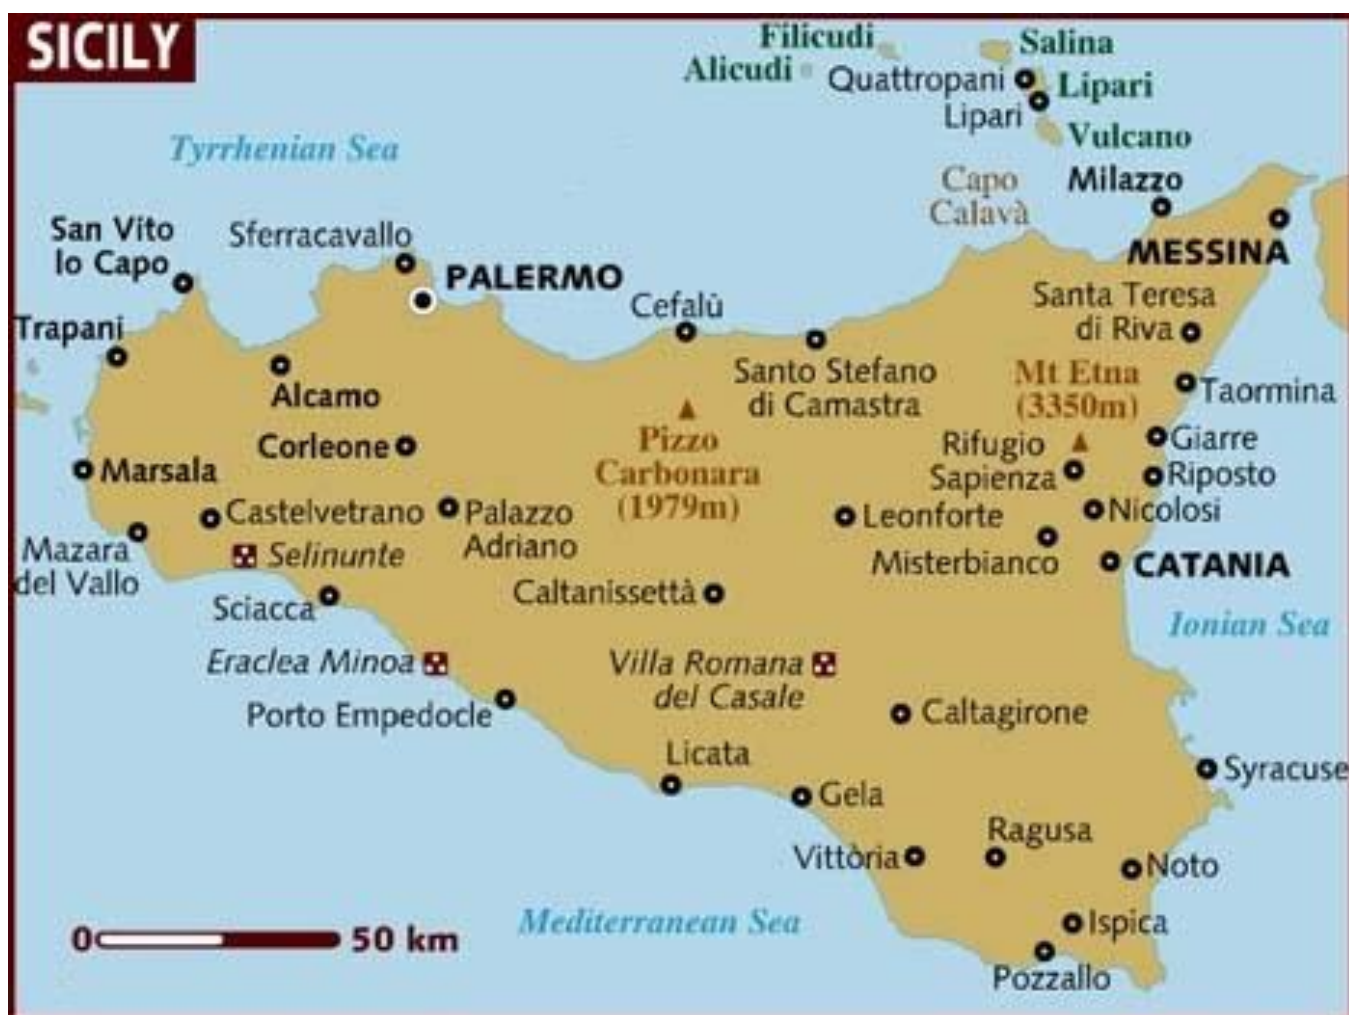 SICILY
Filicudi
Salina
Alicudi
Quattropani
Lipari
Lipari
Vulcano
Tyrrhenian Sea
Capo
Calavà
Milazzo
San Vito
lo Capo
Sferracavallo
MESSINA
PALERMO
Cefalù
Santa Teresa
di Riva
Trapani
Santo Stefano
di Camastra
Mt Etna
(3350m)
Taormina
Alcamo
Pizzo
Carbonara
(1979m)
Corleone
Rifugio
Sapienza
Giarre
Marsala
Riposto
Castelvetrano
Palazzo
Adriano
Leonforte
Nicolosi
Mazara
del Vallo
Selinunte
Misterbianco
CATANIA
Sciacca
Caltanissettà
Ionian Sea
Eraclea Minoa
Villa Romana
del Casale
Porto Empedocle
Caltagirone
Licata
Syracuse
Gela
Ragusa
Vittòria
Noto
Mediterranean Sea
Ispica
0 50 km
Pozzallo